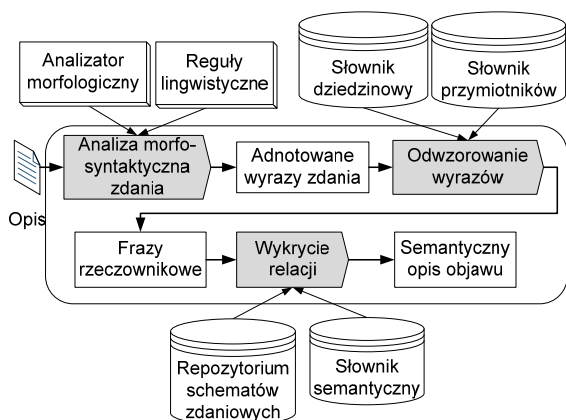 Analizator
morfologiczny
Reguły
lingwistyczne
Słownik
dziedzinowy
Słownik
przymiotników
Opis
Analiza morfo-
syntaktyczna
zdania
Adnotowane
wyrazy zdania
Odwzorowanie
wyrazów
Frazy
rzeczownikowe
Wykrycie
relacji
Semantyczny
opis objawu
Repozytorium
schematów
zdaniowych
Słownik
semantyczny